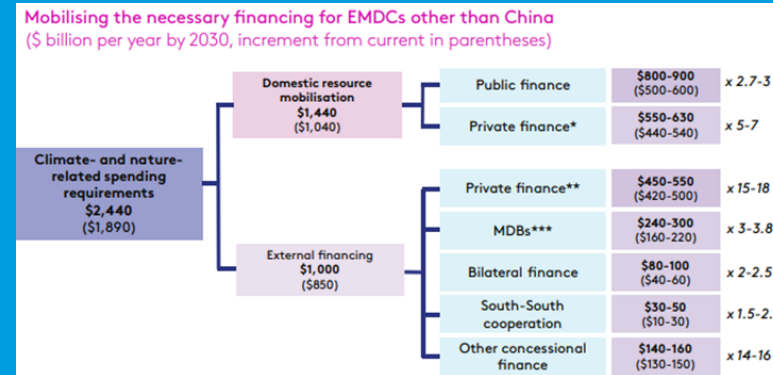 Mobilising the necessary financing for EMDCs other than China
($ billion per year by 2030, increment from current in parentheses)
Climate- and nature-
related spending
requirements
$2,440
($1,890)
Domestic resource
mobilisation
$1,440
($1,040)
Public finance
$800-900
($500-600)
x 2.7-3
Private finance*
$550-630
($440-540)
x 5-7
External financing
$1,000
($850)
Private finance**
$450-550
($420-500)
x 15-18
MDBs***
$240-300
($160-220)
x 3-3.8
Bilateral finance
$80-100
($40-60)
x 2-2.5
South-South
cooperation
$30-50
($10-30)
x 1.5-2.
Other concessional
finance
$140-160
($130-150)
x 14-16